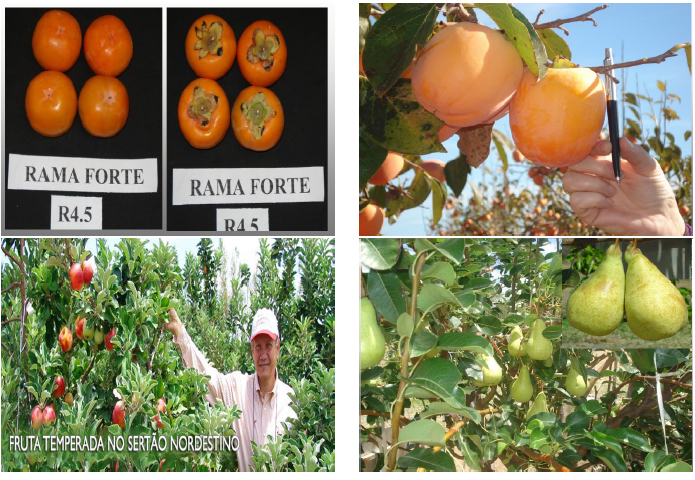 RAMA FORTE
R4.5
RAMA FORTE
R4.5
FRUTA TEMPERADA NO SERTÃO NORDESTINO